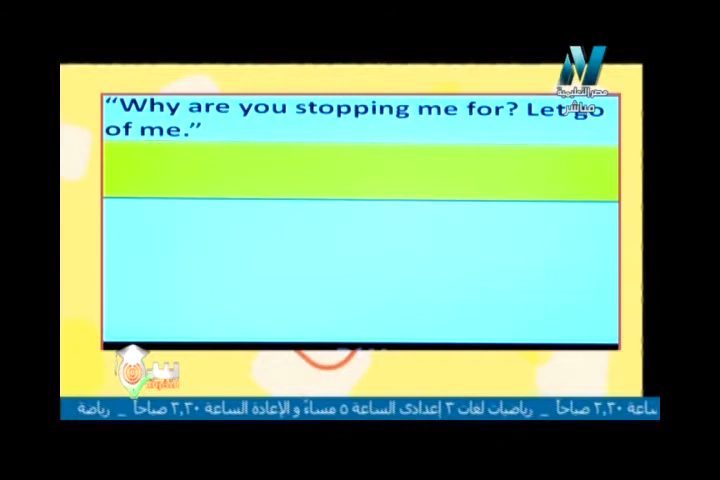 “Why are you stopping me for? Let go
of me.”
مصر التعليمية
مباشر
ساعة ٢,٣٠ صباحاً _ رياضيات لغات ٣ إعدادى الساعة ٥ مساءً و الإعادة الساعة ٣,٣٠ صباحاً _ رياضة